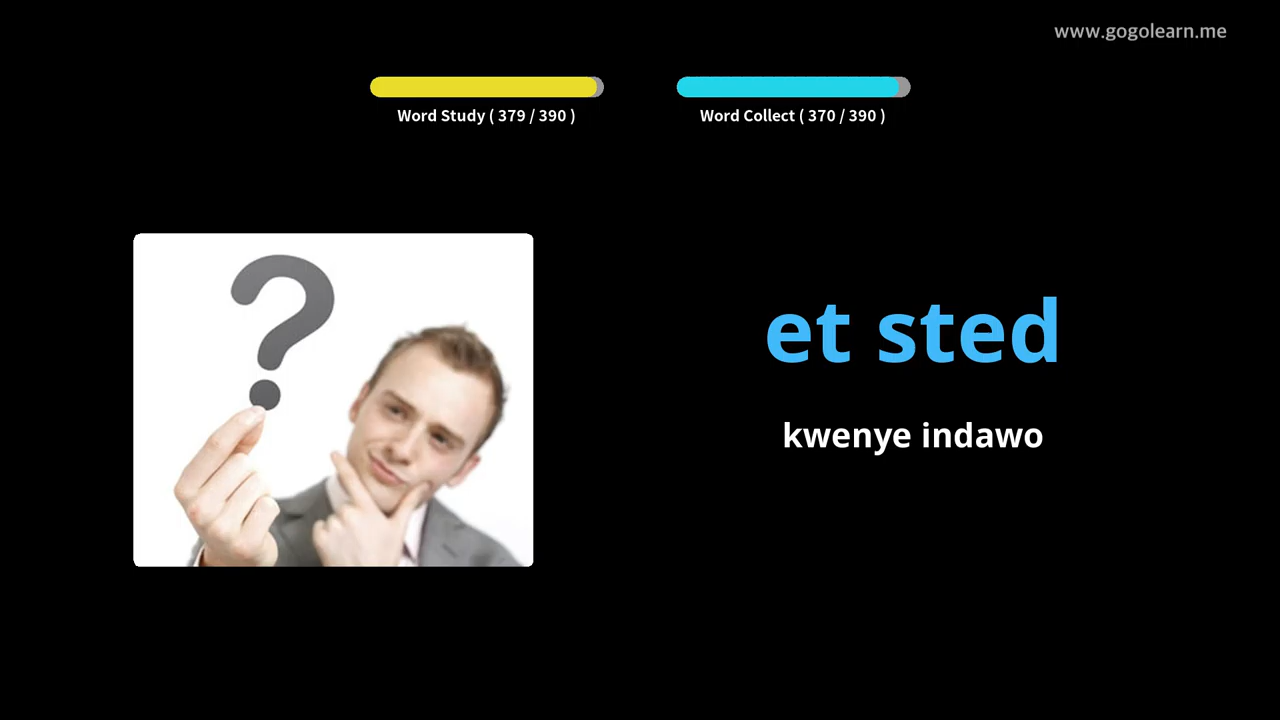 www.gogolearn.me
Word Study ( 379 / 390 )
Word Collect ( 370 / 390 )
?
et sted
kwenye indawo